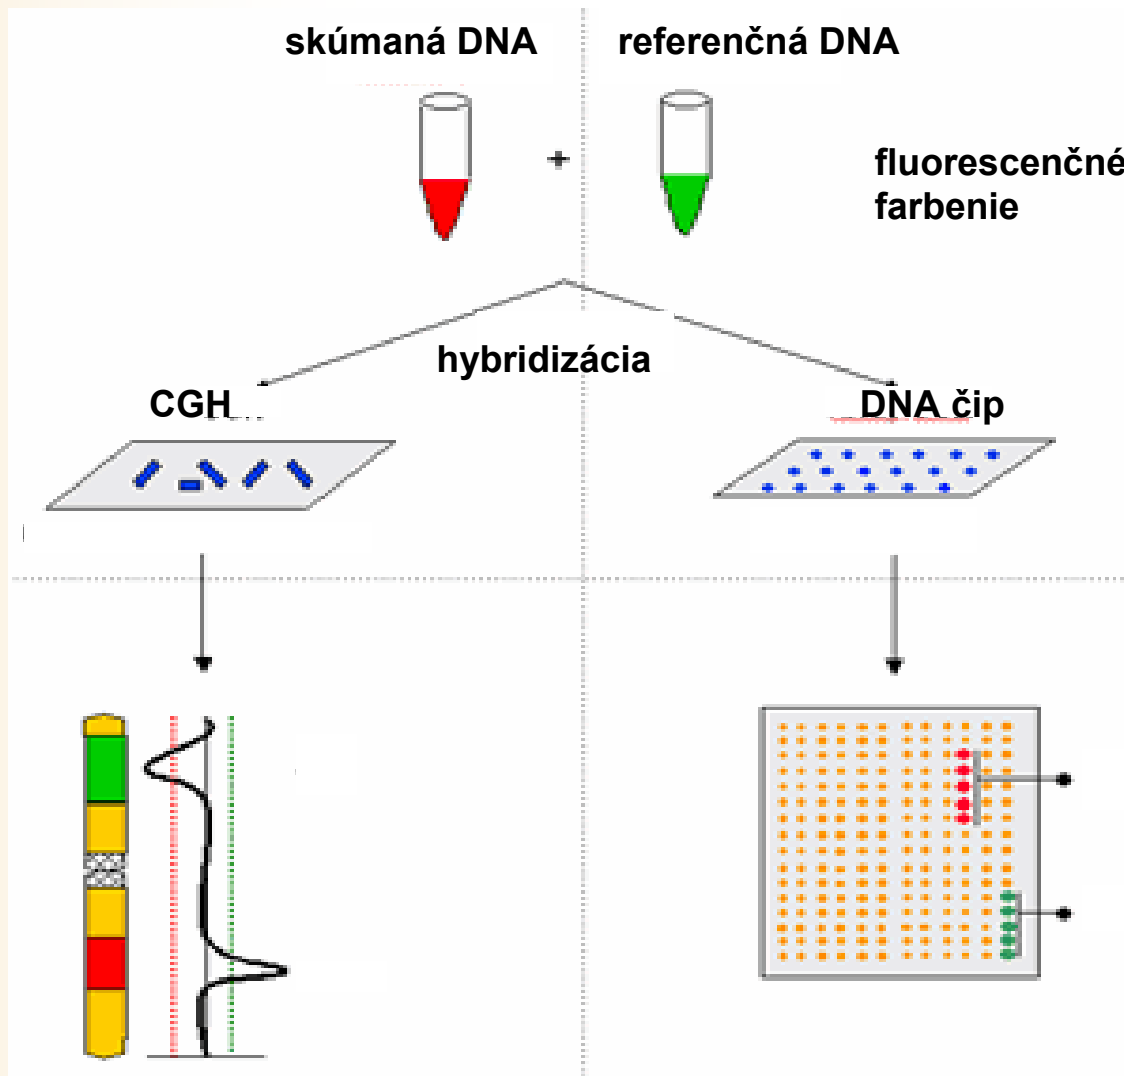 skúmaná DNA
referenčná DNA
+
fluorescenčné
farbenie
hybridizácia
CGH
DNA čip